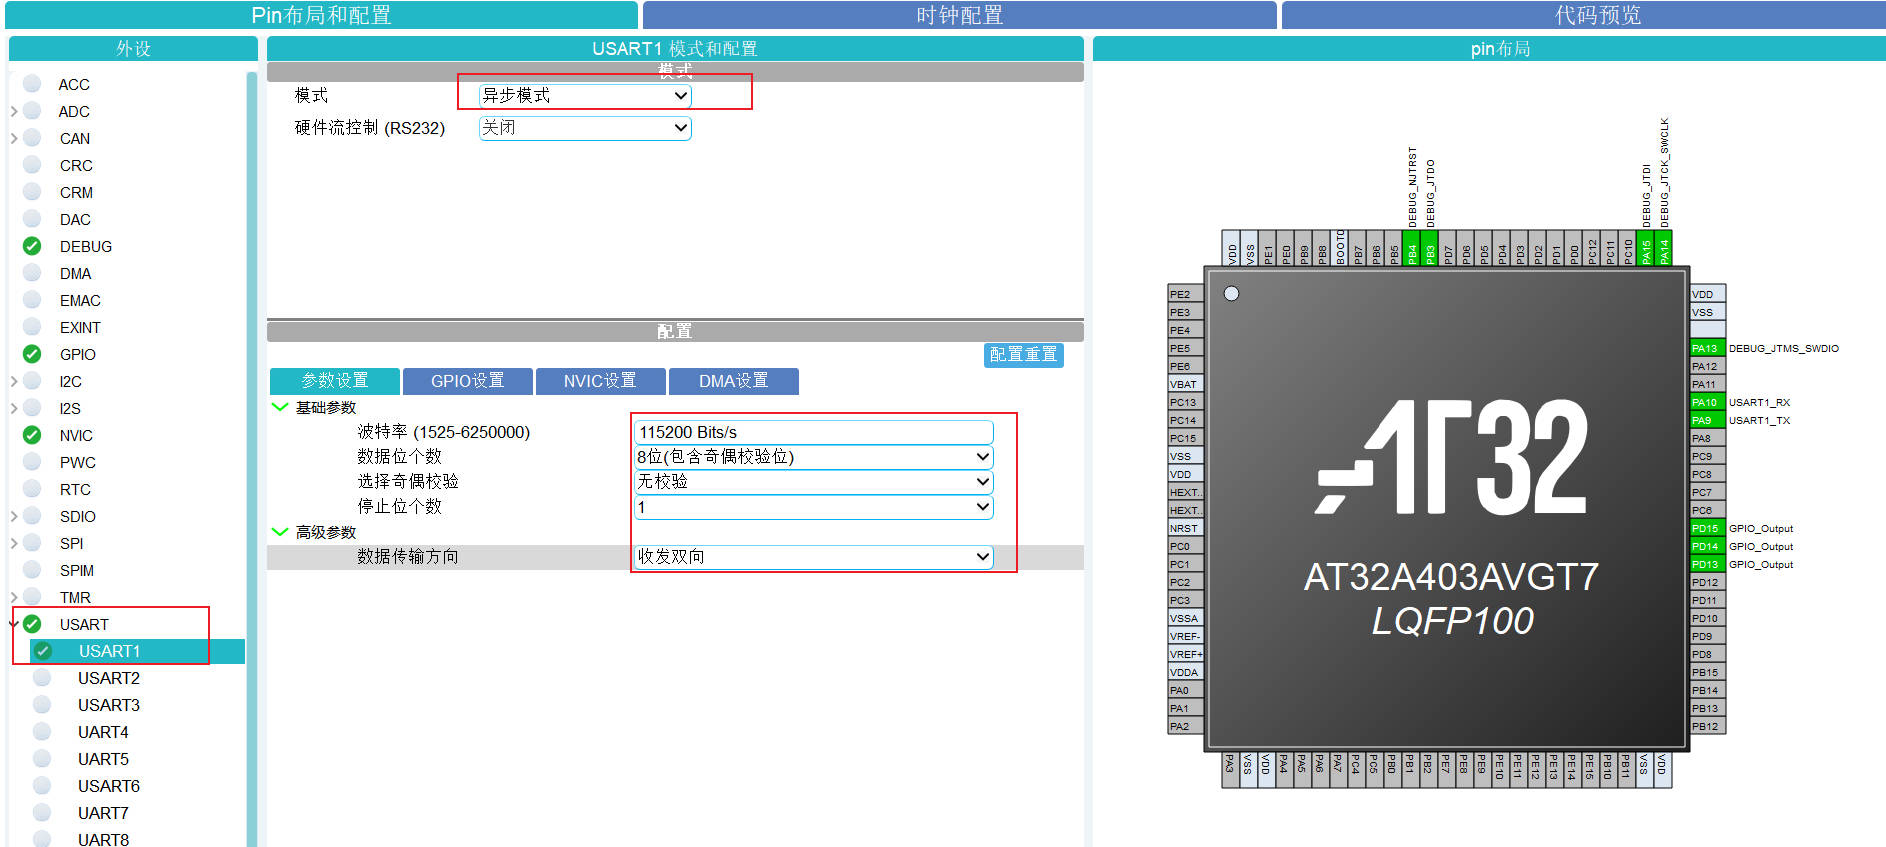 Pin布局和配置
时钟配置
代码预览
外设
USART1 模式和配置
pin布局
ACC
ADC
CAN
CRC
CRM
DAC
DEBUG
DMA
EMAC
EXINT
GPIO
I2C
I2S
NVIC
PWC
RTC
SDIO
SPI
SPIM
TMR
USART
USART1
USART2
USART3
UART4
UART5
USART6
UART7
UART8
模式
模式
异步模式
硬件流控制 (RS232)
关闭
配置
配置重置
参数设置
GPIO设置
NVIC设置
DMA设置
基础参数
波特率 (1525-6250000)
115200 Bits/s
数据位个数
8位(包含奇偶校验位)
选择奇偶校验
无校验
停止位个数
1
高级参数
数据传输方向
收发双向
DEBUG_NJTRST
DEBUG_JTDO
DEBUG_JTDI
DEBUG_JTCK_SWCLK
VDD
VSS
PE1
PE0
PB9
PB8
BOOT0
PB7
PB6
PB5
PB4
PB3
PD7
PD6
PD5
PD4
PD3
PD2
PD1
PD0
PC12
PC11
PC10
PA15
PA14
PE2
PE3
PE4
PE5
PE6
VBAT
PC13
PC14
PC15
VSS
VDD
HEXT..
HEXT..
NRST
PC0
PC1
PC2
PC3
VSSA
VREF-
VREF+
VDDA
PA0
PA1
PA2
AT32
AT32A403AVGT7
LQFP100
VDD
VSS
PA13 DEBUG_JTMS_SWDIO
PA12
PA11
PA10 USART1_RX
PA9 USART1_TX
PA8
PC9
PC8
PC7
PC6
PD15 GPIO_Output
PD14 GPIO_Output
PD13 GPIO_Output
PD12
PD11
PD10
PD9
PD8
PB15
PB14
PB13
PB12
PA3
VSS
VDD
PA4
PA5
PA6
PA7
PC4
PC5
PB0
PB1
PB2
PE7
PE8
PE9
PE10
PE11
PE12
PE13
PE14
PE15
PB10
PB11
VSS
VDD